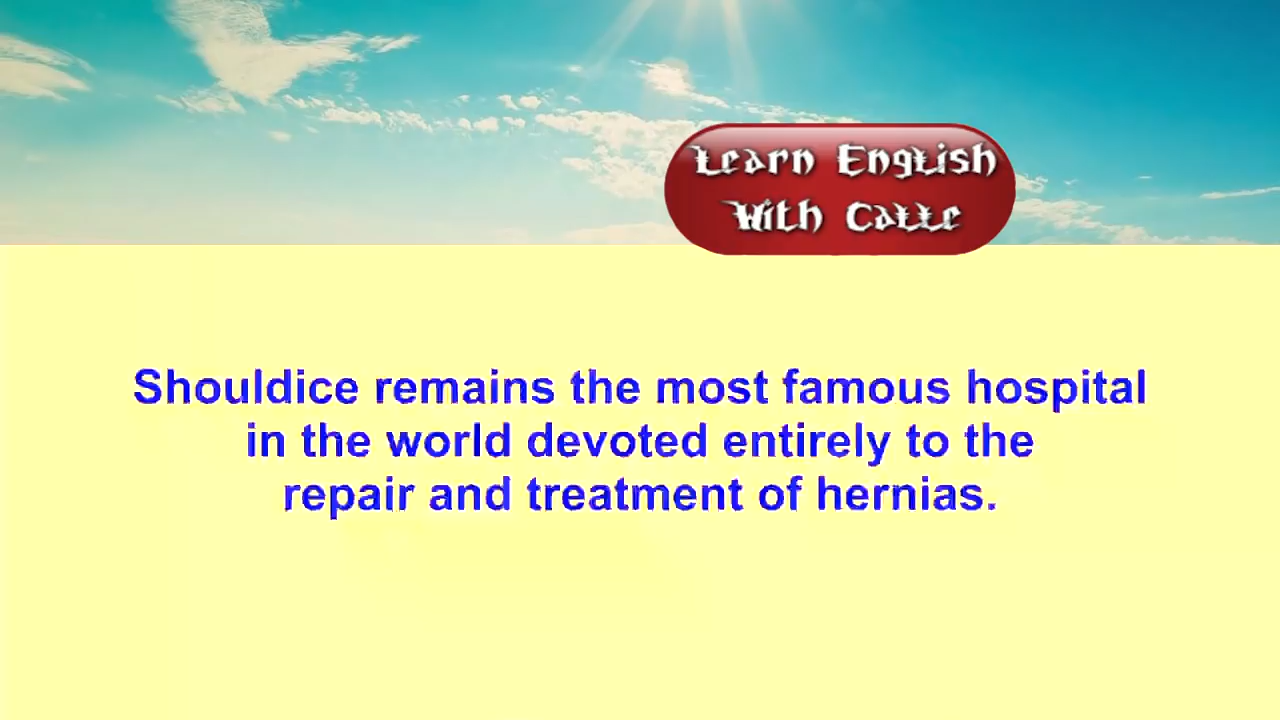 Learn English
With Calle
Shouldice remains the most famous hospital
in the world devoted entirely to the
repair and treatment of hernias.